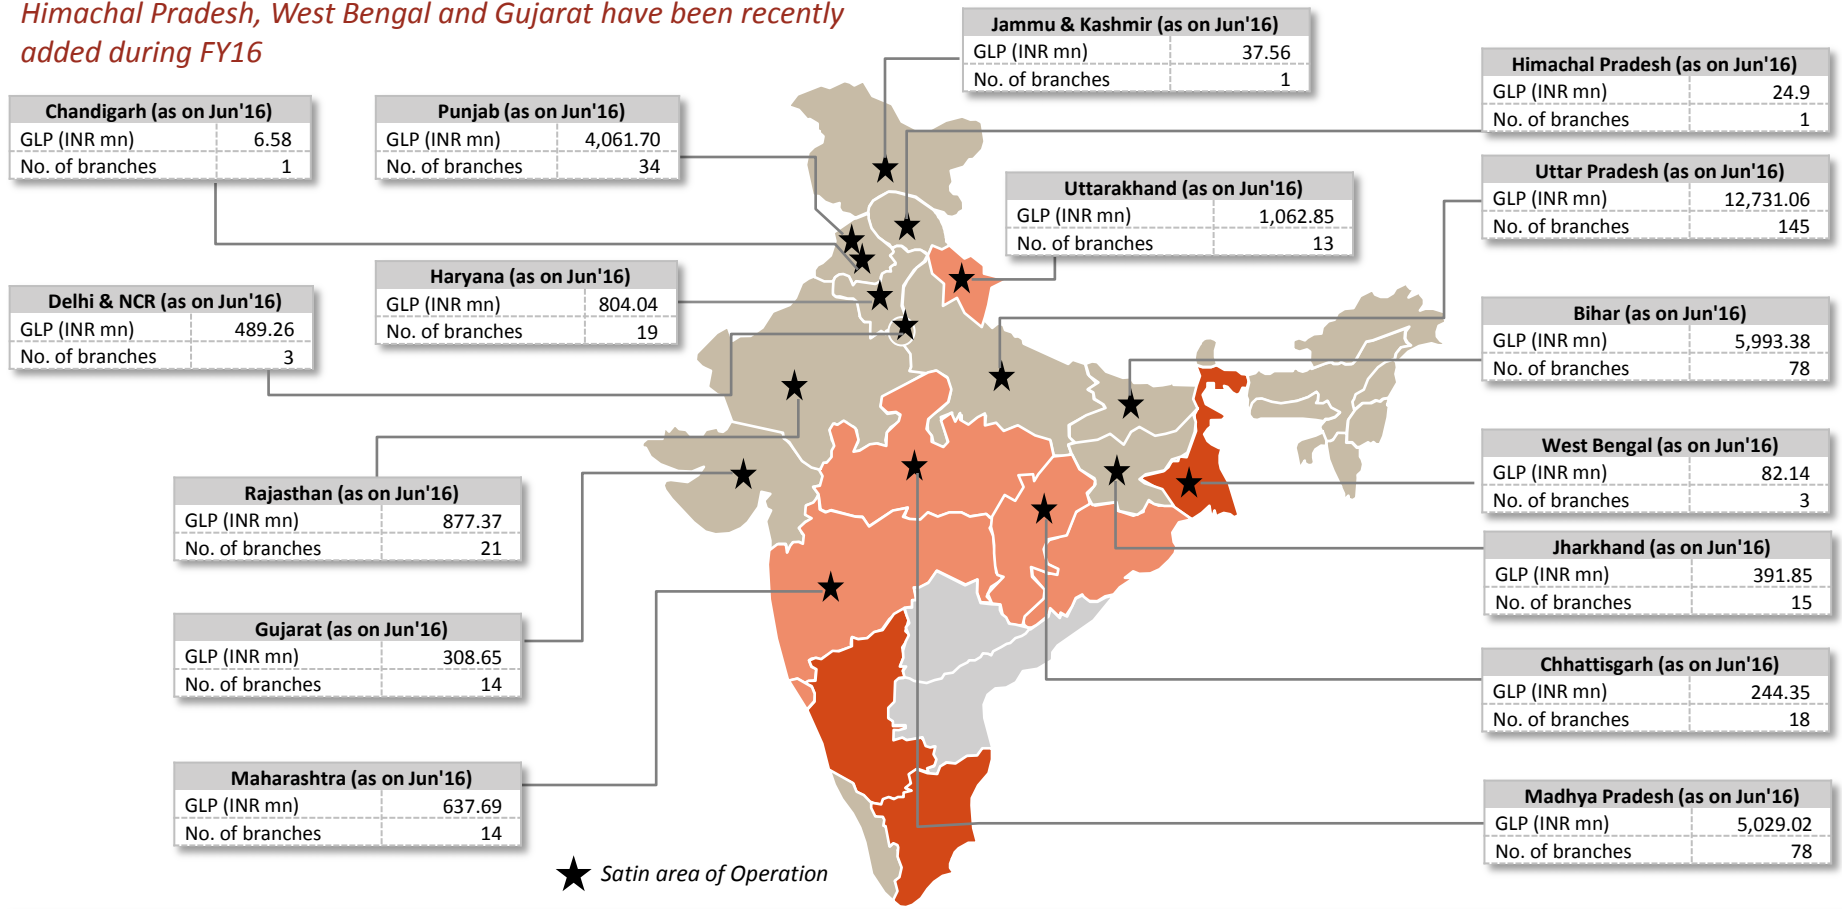 Himachal Pradesh, West Bengal and Gujarat have been recently
added during FY16
Jammu & Kashmir (as on Jun'16)
GLP (INR mn) 37.56
No. of branches 1
Himachal Pradesh (as on Jun'16)
GLP (INR mn) 24.9
No. of branches 1
Chandigarh (as on Jun'16)
GLP (INR mn) 6.58
No. of branches 1
Punjab (as on Jun'16)
GLP (INR mn) 4,061.70
No. of branches 34
Uttar Pradesh (as on Jun'16)
GLP (INR mn) 12,731.06
No. of branches 145
Uttarakhand (as on Jun'16)
GLP (INR mn) 1,062.85
No. of branches 13
Haryana (as on Jun'16)
GLP (INR mn) 804.04
No. of branches 19
Delhi & NCR (as on Jun'16)
GLP (INR mn) 489.26
No. of branches 3
Bihar (as on Jun'16)
GLP (INR mn) 5,993.38
No. of branches 78
West Bengal (as on Jun'16)
GLP (INR mn) 82.14
No. of branches 3
Rajasthan (as on Jun'16)
GLP (INR mn) 877.37
No. of branches 21
Jharkhand (as on Jun'16)
GLP (INR mn) 391.85
No. of branches 15
Gujarat (as on Jun'16)
GLP (INR mn) 308.65
No. of branches 14
Chhattisgarh (as on Jun'16)
GLP (INR mn) 244.35
No. of branches 18
Maharashtra (as on Jun'16)
GLP (INR mn) 637.69
No. of branches 14
Madhya Pradesh (as on Jun'16)
GLP (INR mn) 5,029.02
No. of branches 78
Satin area of Operation